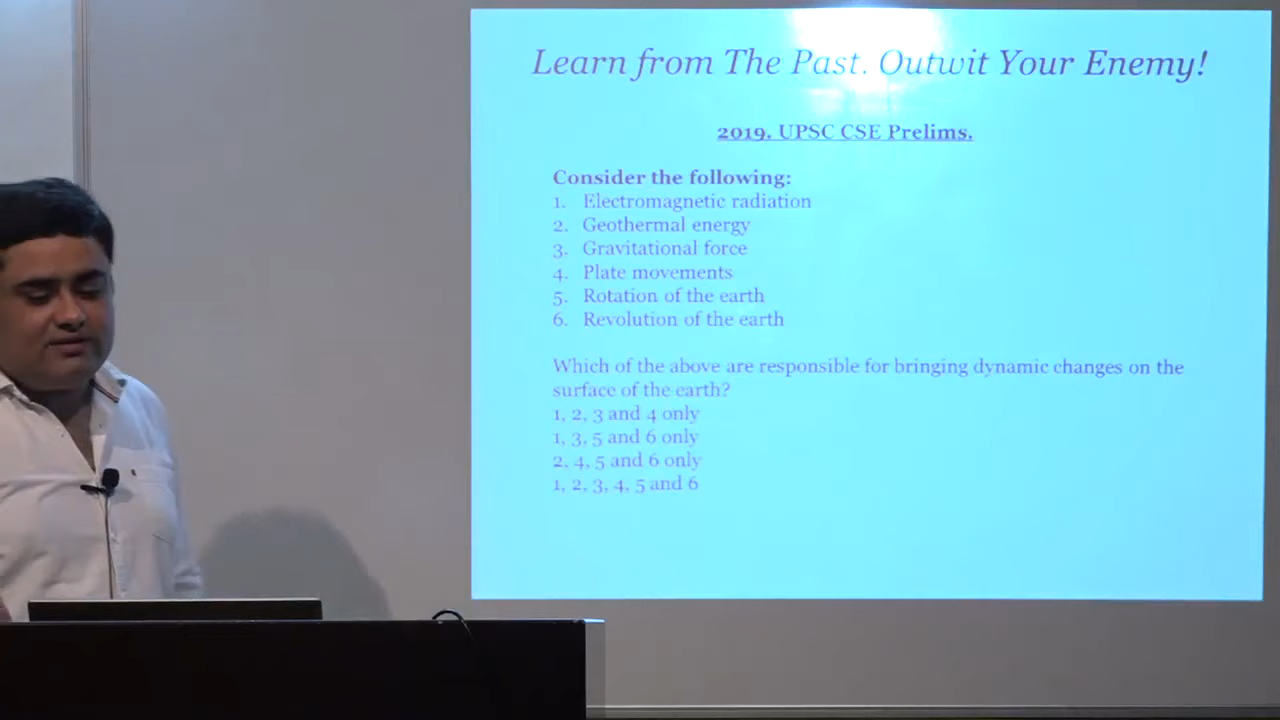 Learn from The Past. Outwit Your Enemy!
2019. UPSC CSE Prelims.
Consider the following:
1. Electromagnetic radiation
2. Geothermal energy
3. Gravitational force
4. Plate movements
5. Rotation of the earth
6. Revolution of the earth
Which of the above are responsible for bringing dynamic changes on the
surface of the earth?
1, 2, 3 and 4 only
1, 3, 5 and 6 only
2, 4, 5 and 6 only
1, 2, 3, 4, 5 and 6